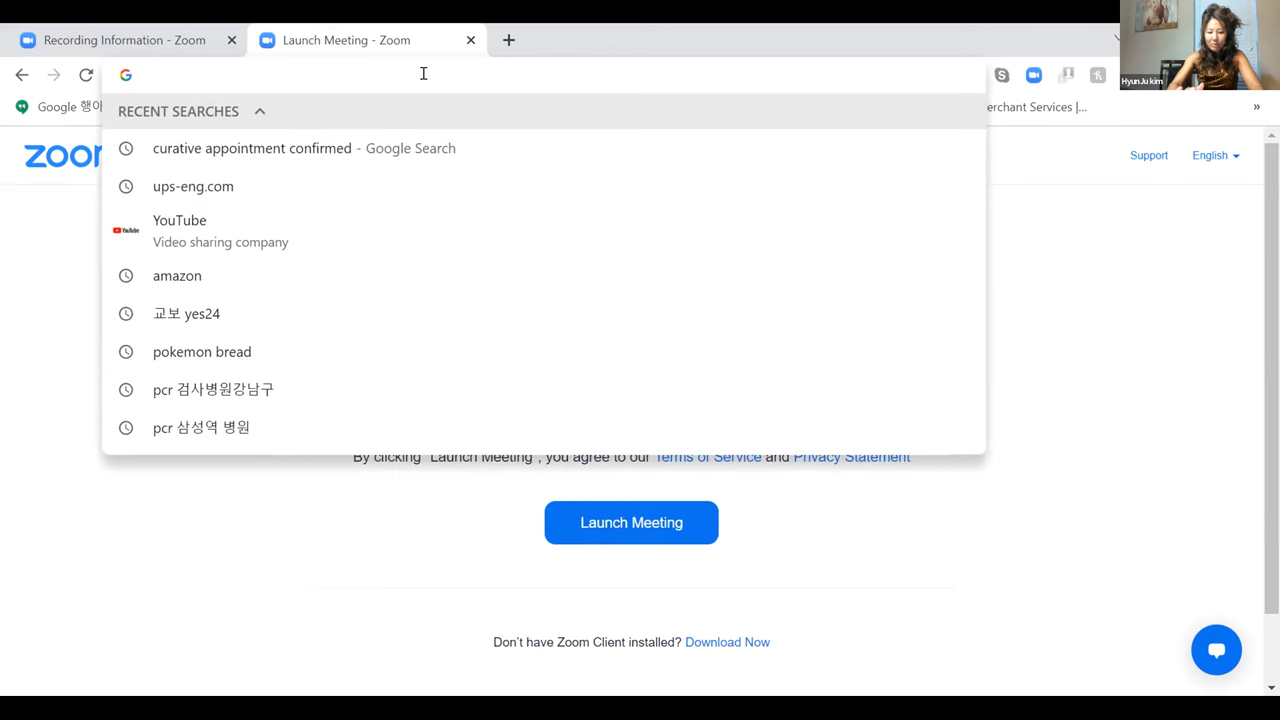 Recording Information - Zoom
Launch Meeting - Zoom
HyunJu kim
Google 행아
erchant Services |...
»
RECENT SEARCHES
zoo
Support
English
curative appointment confirmed - Google Search
ups-eng.com
YouTube
Video sharing company
amazon
교보 yes24
pokemon bread
pcr 검사병원강남구
pcr 삼성역 병원
By clicking "Launch Meeting", you agree to our Terms of Service and Privacy Statement
Launch Meeting
Don't have Zoom Client installed? Download Now